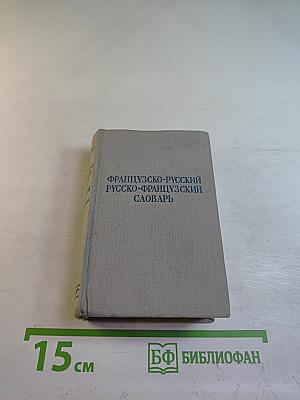 ФРАНЦУЗСКО-РУССКИЙ
РУССКО-ФРАНЦУЗСКИЙ
СЛОВАРЬ
15 см
БФ БИБЛИОФАН